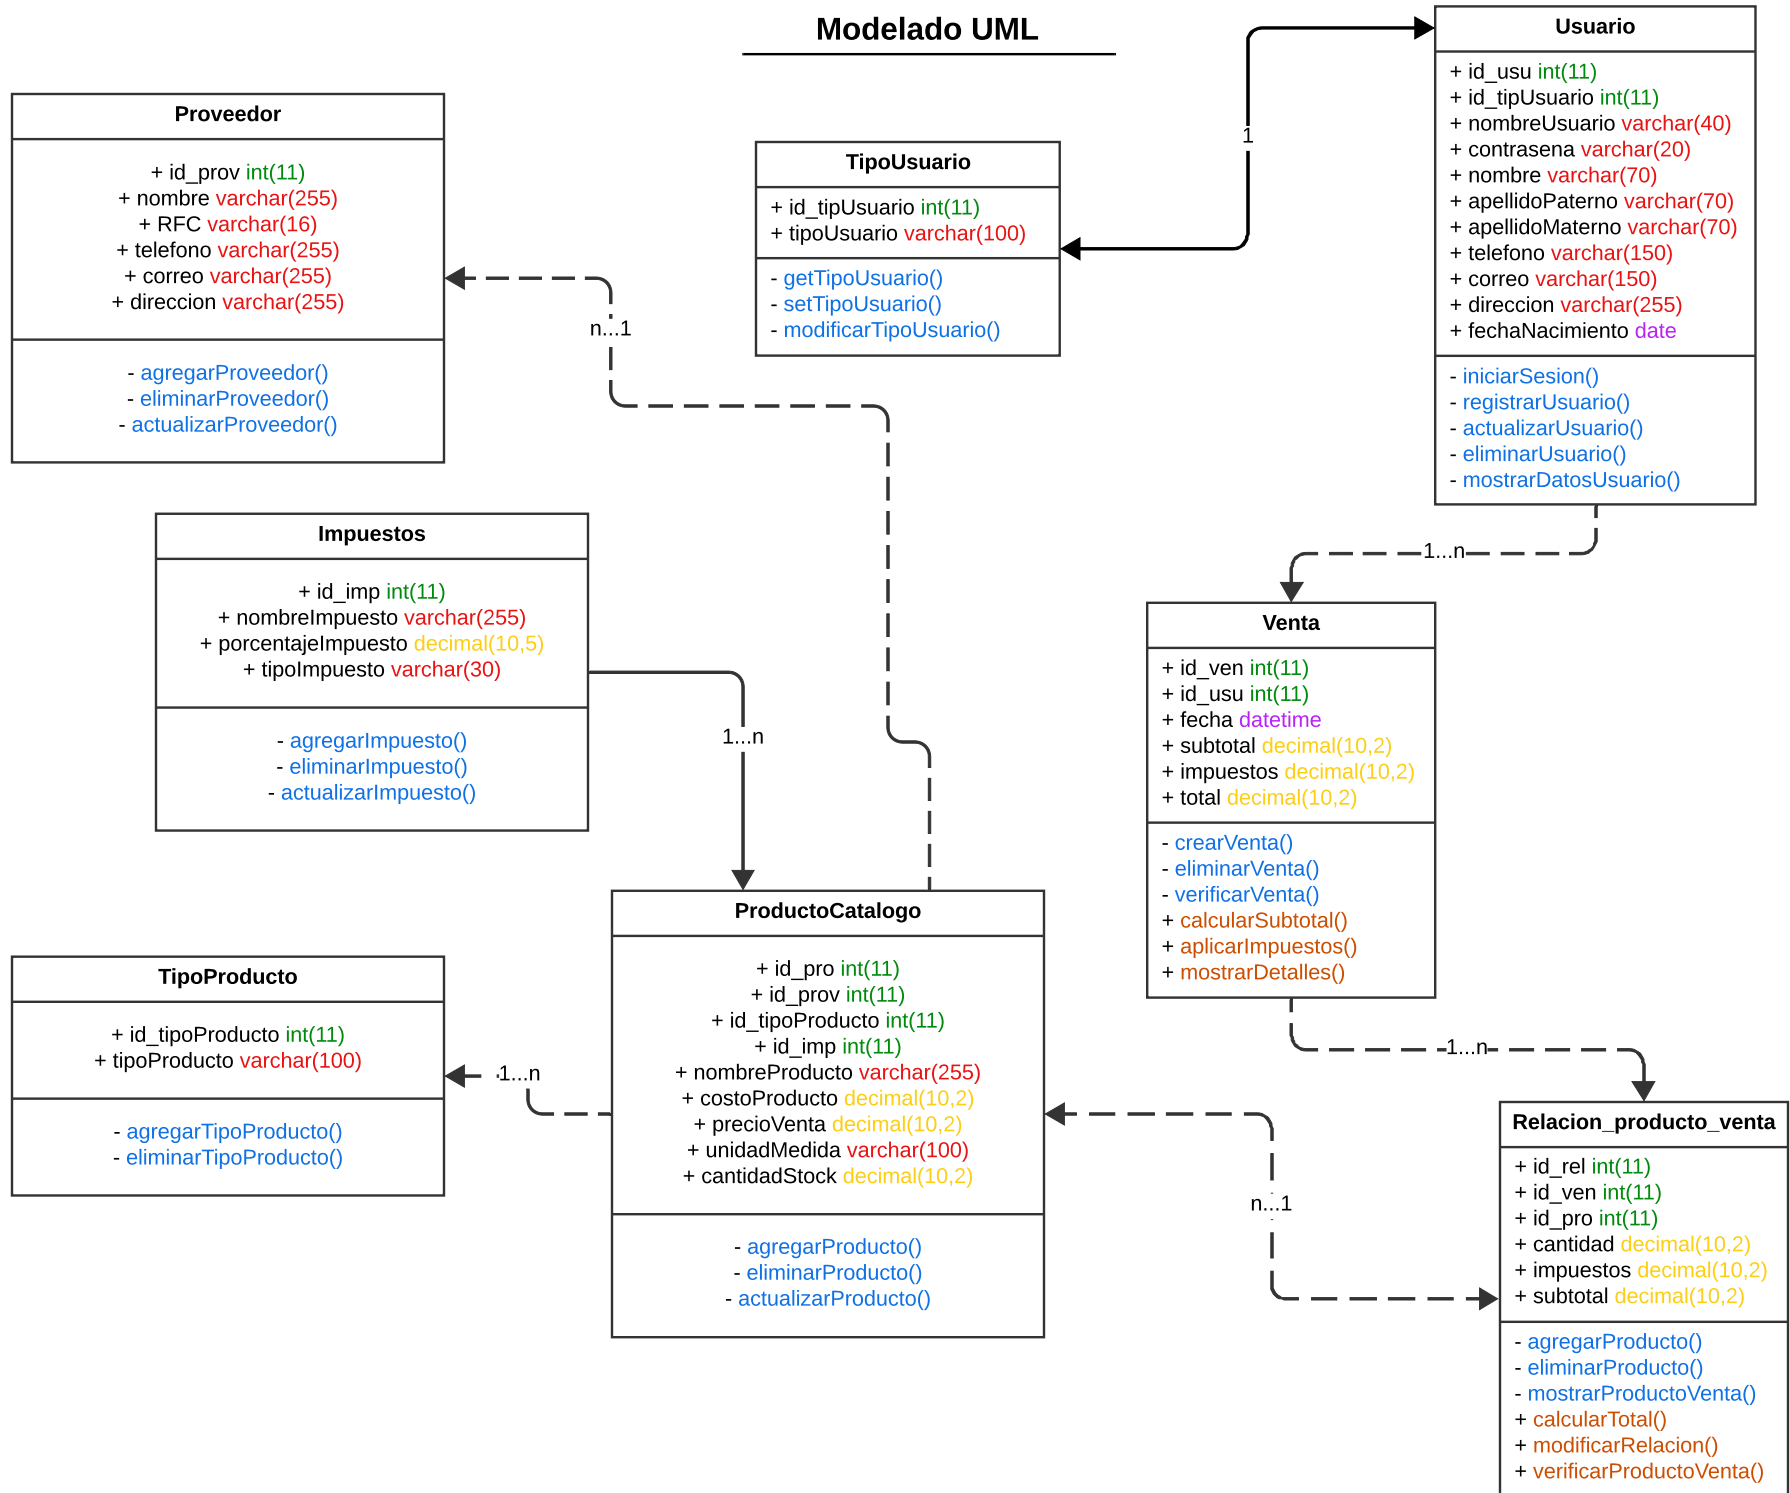 Modelado UML
Usuario
+ id_usu int(11)
+ id_tipUsuario int(11)
+ nombreUsuario varchar(40)
+ contrasena varchar(20)
+ nombre varchar(70)
+ apellidoPaterno varchar(70)
+ apellidoMaterno varchar(70)
+ telefono varchar(150)
+ correo varchar(150)
+ direccion varchar(255)
+ fechaNacimiento date
- iniciarSesion()
- registrarUsuario()
- actualizarUsuario()
- eliminarUsuario()
- mostrarDatosUsuario()
Proveedor
+ id_prov int(11)
+ nombre varchar(255)
+ RFC varchar(16)
+ telefono varchar(255)
+ correo varchar(255)
+ direccion varchar(255)
- agregarProveedor()
- eliminarProveedor()
- actualizarProveedor()
TipoUsuario
+ id_tipUsuario int(11)
+ tipoUsuario varchar(100)
- getTipoUsuario()
- setTipoUsuario()
- modificarTipoUsuario()
1
n...1
Impuestos
+ id_imp int(11)
+ nombreImpuesto varchar(255)
+ porcentajeImpuesto decimal(10,5)
+ tipoImpuesto varchar(30)
- agregarImpuesto()
- eliminarImpuesto()
- actualizarImpuesto()
1...n
1...n
Venta
+ id_ven int(11)
+ id_usu int(11)
+ fecha datetime
+ subtotal decimal(10,2)
+ impuestos decimal(10,2)
+ total decimal(10,2)
- crearVenta()
- eliminarVenta()
- verificarVenta()
+ calcularSubtotal()
+ aplicarImpuestos()
+ mostrarDetalles()
TipoProducto
+ id_tipoProducto int(11)
+ tipoProducto varchar(100)
- agregarTipoProducto()
- eliminarTipoProducto()
1...n
ProductoCatalogo
+ id_pro int(11)
+ id_prov int(11)
+ id_tipoProducto int(11)
+ id_imp int(11)
+ nombreProducto varchar(255)
+ costoProducto decimal(10,2)
+ precioVenta decimal(10,2)
+ unidadMedida varchar(100)
+ cantidadStock decimal(10,2)
- agregarProducto()
- eliminarProducto()
- actualizarProducto()
1...n
n...1
Relacion_producto_venta
+ id_rel int(11)
+ id_ven int(11)
+ id_pro int(11)
+ cantidad decimal(10,2)
+ impuestos decimal(10,2)
+ subtotal decimal(10,2)
- agregarProducto()
- eliminarProducto()
- mostrarProductoVenta()
+ calcularTotal()
+ modificarRelacion()
+ verificarProductoVenta()